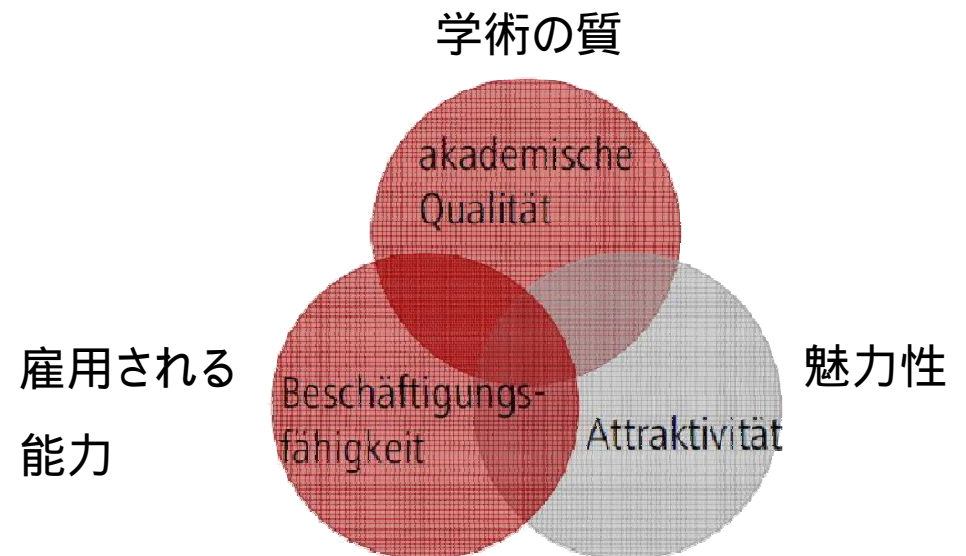 学術の質
akademische
Qualität
雇用される
能力
Beschäftigungs-
fähigkeit
Attraktivität
魅力性